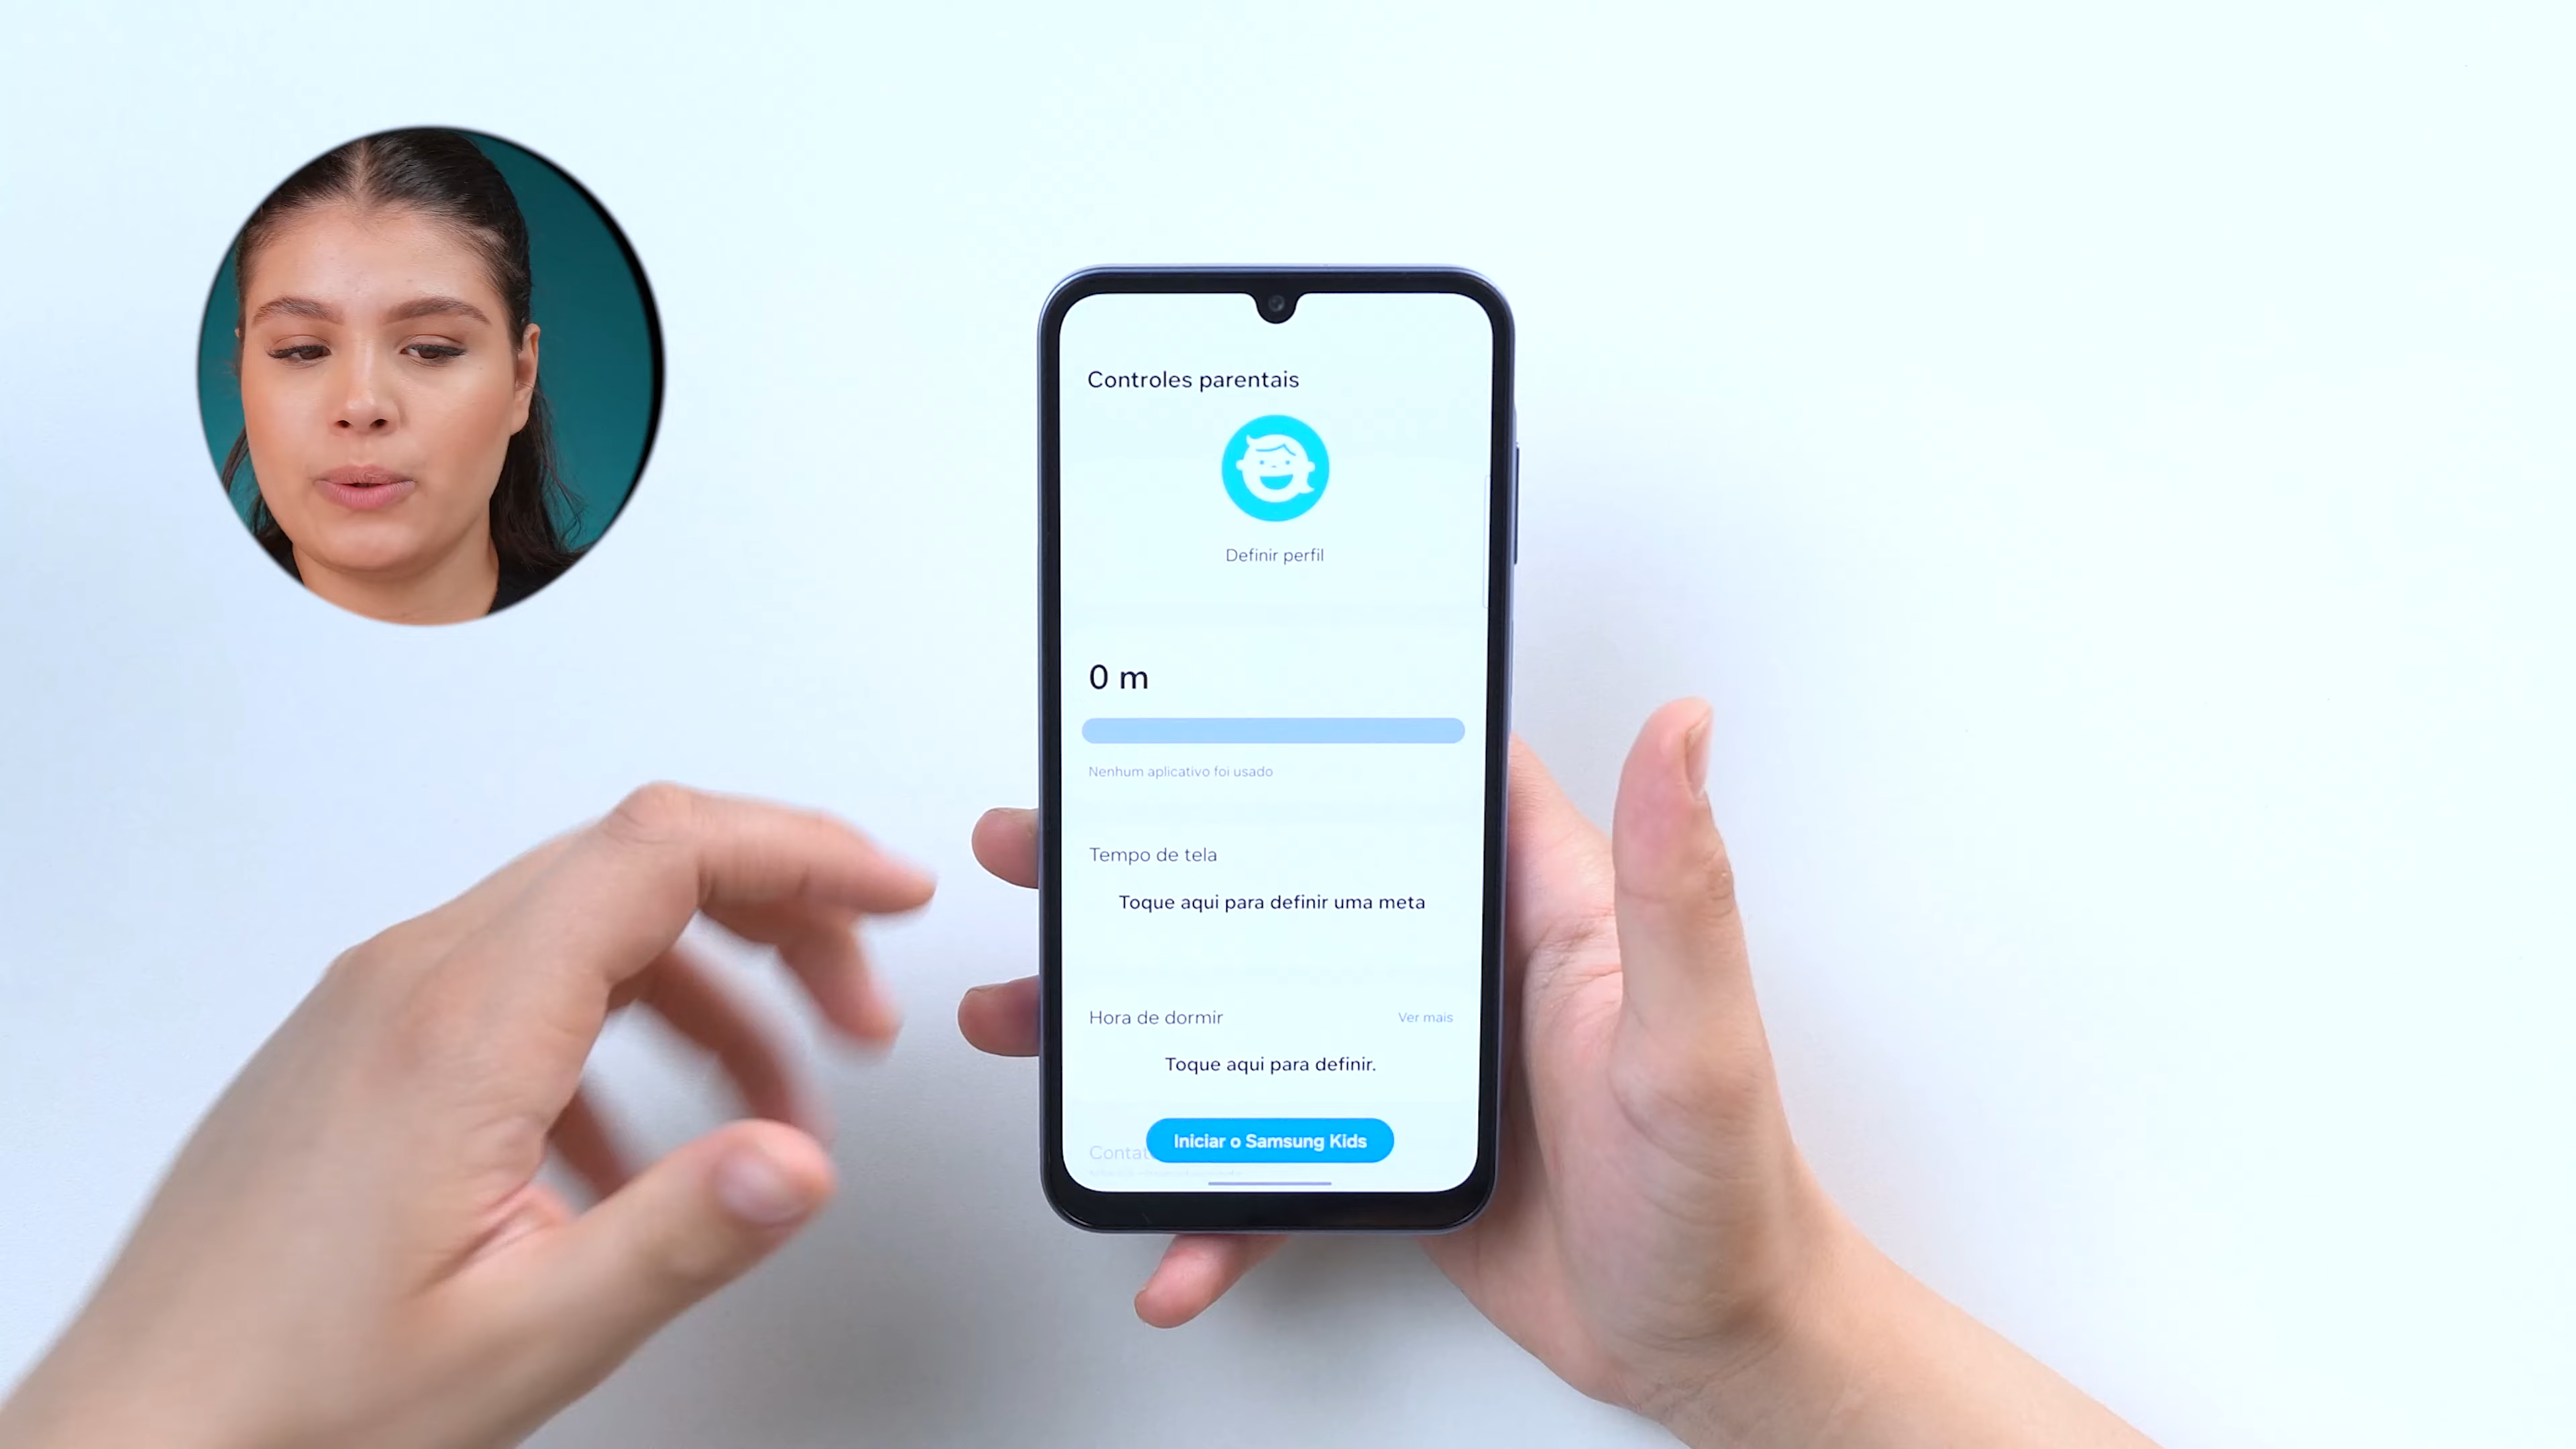 Controles parentais
Definir perfil
0 m
Nenhum aplicativo foi usado
Tempo de tela
Toque aqui para definir uma meta
Hora de dormir
Ver mais
Toque aqui para definir.
Iniciar o Samsung Kids